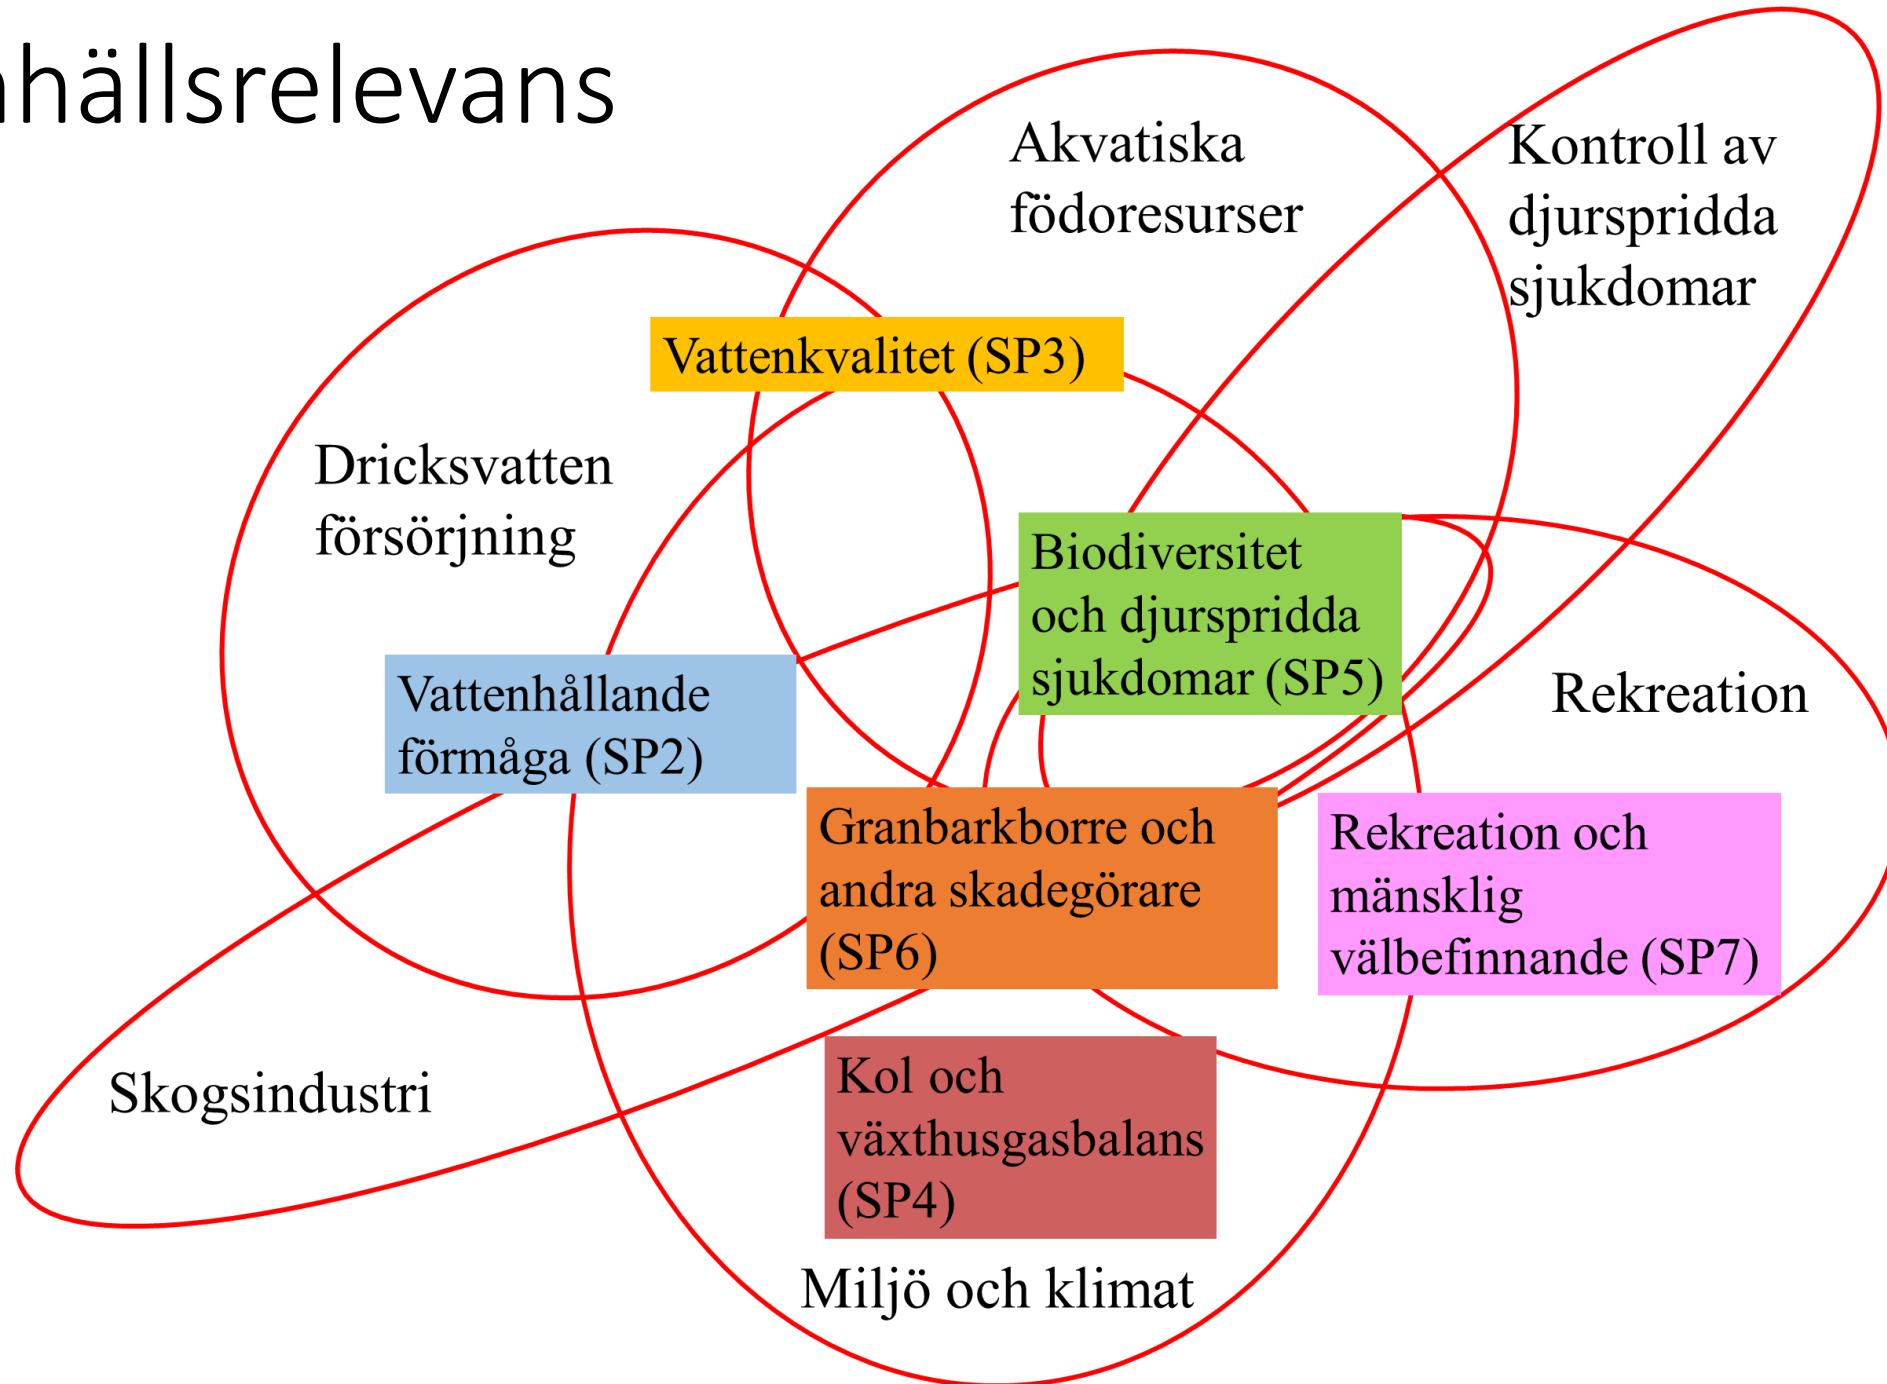 hällsrelevans
Akvatiska
födoresurser
Kontroll av
djurspridda
sjukdomar
Vattenkvalitet (SP3)
Dricksvatten
försörjning
Biodiversitet
och djurspridda
sjukdomar (SP5)
Vattenhållande
förmåga (SP2)
Rekreation
Granbarkborre och
andra skadegörare
(SP6)
Rekreation och
mänsklig
välbefinnande (SP7)
Skogsindustri
Kol och
växthusgasbalans
(SP4)
Miljö och klimat